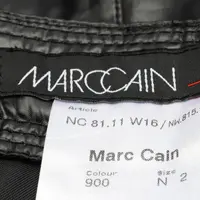 MARCCAIN
Article
NC 81.11 W16 /
Marc Cain
Colour Size
900 N 2